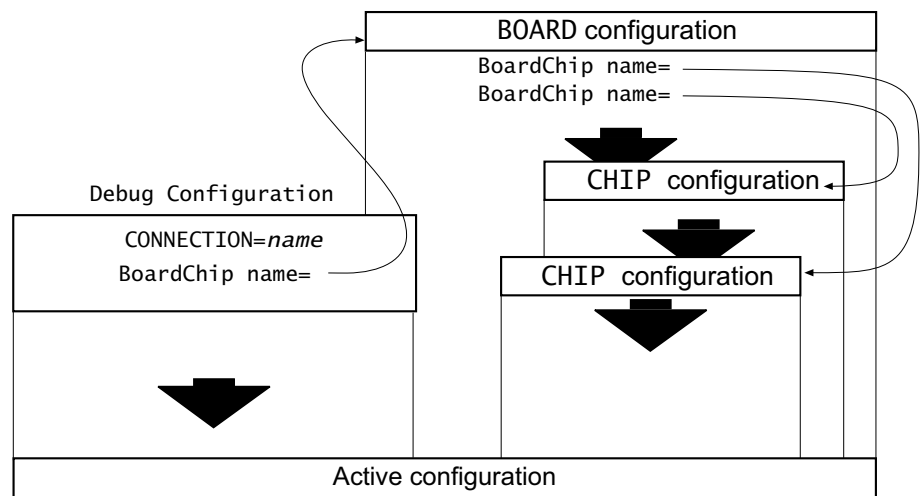 BOARD configuration
BoardChip name=
BoardChip name=
CHIP configuration
Debug Configuration
CONNECTION=name
BoardChip name=
CHIP configuration
Active configuration